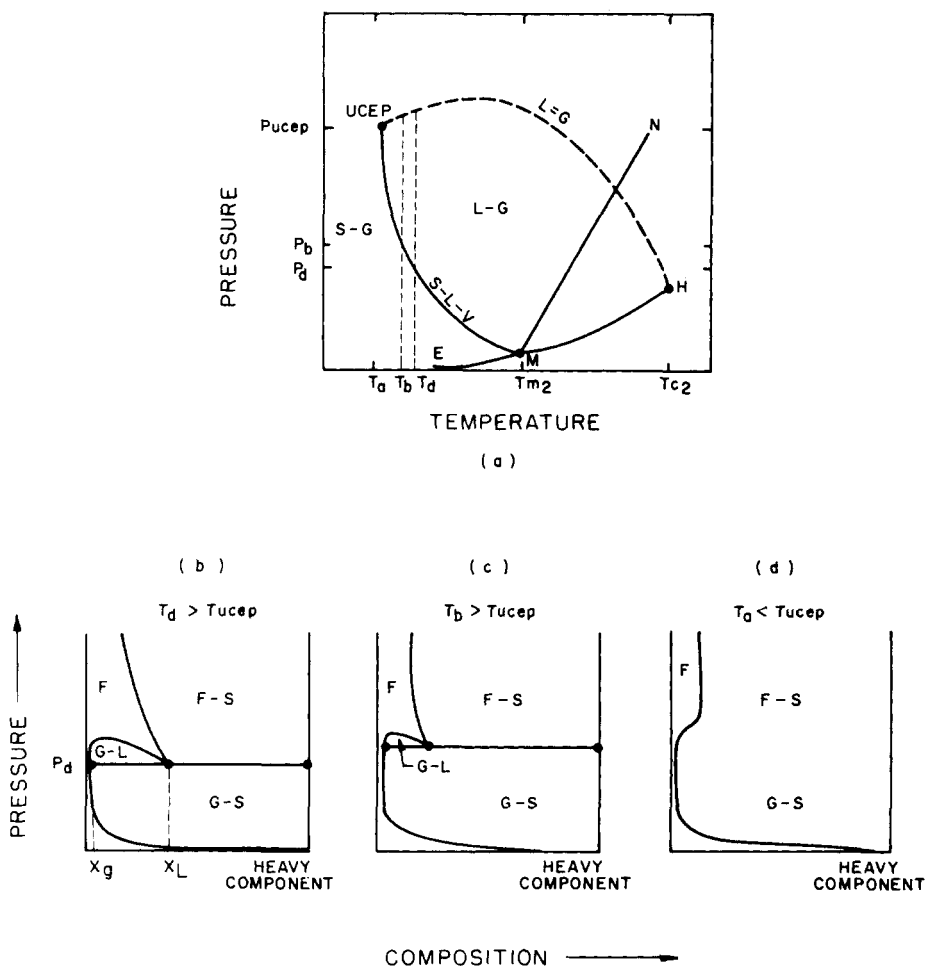 UCEP
L=G
Pucep
N
L-G
S-G
PRESSURE
Pb
Pd
S-L-V
H
E
M
Ta Tb Td Tm2 Tc2
TEMPERATURE
(a)
(b) (c) (d)
Td > Tucep Tb > Tucep Ta < Tucep
PRESSURE
F F-S F F-S F F-S
Pd G-L G-L
G-S G-S G-S
Xg XL HEAVY COMPONENT HEAVY COMPONENT HEAVY COMPONENT
COMPOSITION